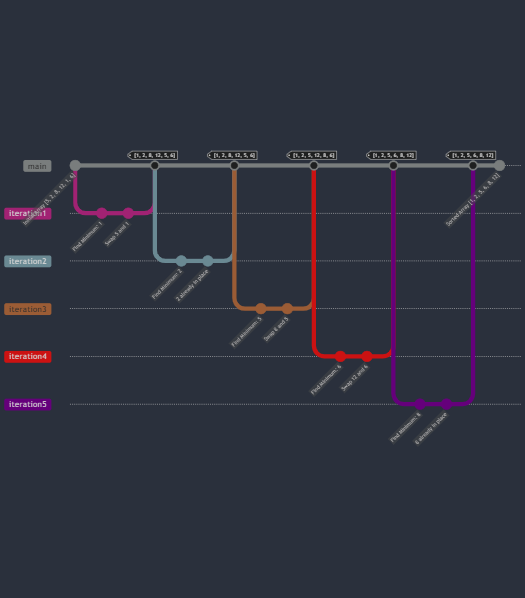 [1, 2, 8, 12, 5, 6]
[1, 2, 8, 12, 5, 6]
[1, 2, 5, 12, 8, 6]
[1, 2, 5, 6, 8, 12]
[1, 2, 5, 6, 8, 12]
main
Initial Array [5, 2, 8, 12, 1, 6]
Sorted Array [1, 2, 5, 6, 8, 12]
iteration1
Find Minimum: 1
Swap 5 and 1
iteration2
Find Minimum: 2
2 already in place
iteration3
Find Minimum: 5
Swap 8 and 5
iteration4
Find Minimum: 6
Swap 12 and 6
iteration5
Find Minimum: 8
8 already in place